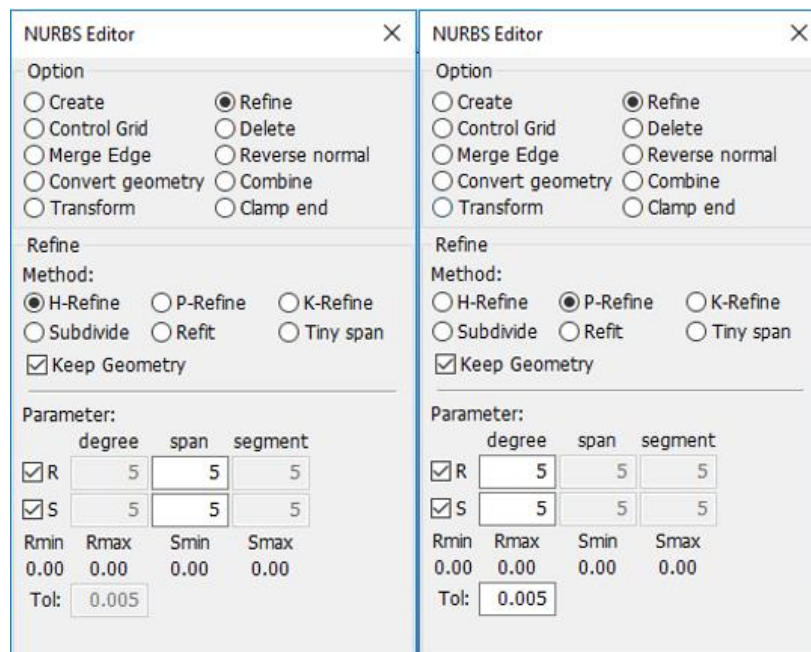 NURBS Editor
Option
Create Refine
Control Grid Delete
Merge Edge Reverse normal
Convert geometry Combine
Transform Clamp end
Refine
Method:
H-Refine P-Refine K-Refine
Subdivide Refit Tiny span
Keep Geometry
Parameter:
degree span segment
R 5 5 5
S 5 5 5
Rmin Rmax Smin Smax
0.00 0.00 0.00 0.00
Tol: 0.005
NURBS Editor
Option
Create Refine
Control Grid Delete
Merge Edge Reverse normal
Convert geometry Combine
Transform Clamp end
Refine
Method:
H-Refine P-Refine K-Refine
Subdivide Refit Tiny span
Keep Geometry
Parameter:
degree span segment
R 5 5 5
S 5 5 5
Rmin Rmax Smin Smax
0.00 0.00 0.00 0.00
Tol: 0.005